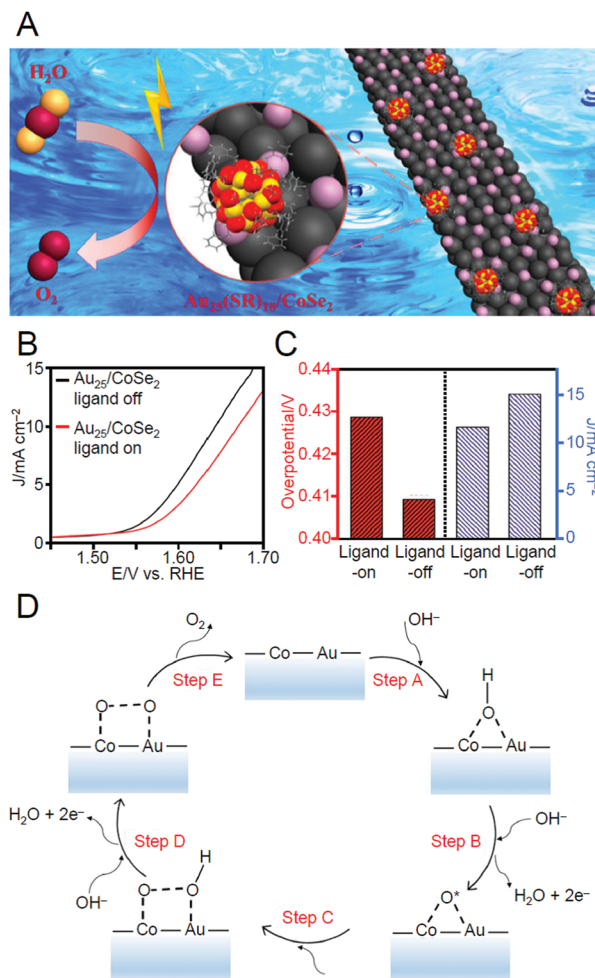 A
H₂O
O₂
Au₂₅(SR)₁₈/CoSe₂
B
J/mA cm⁻²
15
10
5
0
Au₂₅/CoSe₂
ligand off
Au₂₅/CoSe₂
ligand on
1.50
1.60
1.70
E/V vs. RHE
C
Overpotential/V
0.44
0.43
0.42
0.41
0.40
15
10
5
0
J/mA cm⁻²
Ligand
-on
Ligand
-off
Ligand
-on
Ligand
-off
D
O₂
OH⁻
Co
Au
Step E
Step A
O
O
Co
Au
H
O
Co
Au
H₂O + 2e⁻
Step D
OH⁻
Step B
OH⁻
H₂O + 2e⁻
H
O
O
Co
Au
Step C
O*
Co
Au